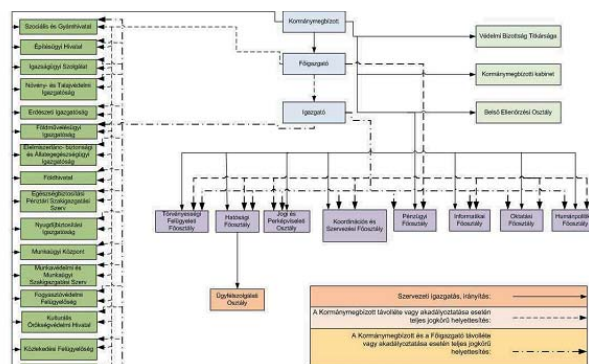 Kormánymegbízott
Főigazgató
Igazgató
Védelmi Bizottság Titkársága
Kormánymegbízotti kabinet
Belső Ellenőrzési Osztály
Szociális és Gyámhivatal
Építésügyi Hivatal
Igazságügyi Szolgálat
Növény- és Talajvédelmi
Igazgatóság
Erdészeti Igazgatóság
Földművelésügyi
Igazgatóság
Élelmiszerlánc-biztonsági
és Állategészségügyi
Igazgatóság
Földhivatal
Egészségbiztosítási
Pénztári Szakigazgatási
Szerv
Nyugdíjbiztosítási
Igazgatóság
Munkaügyi Központ
Munkavédelmi és
Munkaügyi
Szakigazgatási Szerv
Fogyasztóvédelmi
Felügyelőség
Kulturális
Örökségvédelmi Hivatal
Közlekedési Felügyelőség
Törvényességi
Felügyeleti
Főosztály
Hatósági
Főosztály
Jogi és
Perképviseleti
Osztály
Koordinációs és
Szervezési Főosztály
Pénzügyi
Főosztály
Informatikai
Főosztály
Oktatási
Főosztály
Humánpolitikai
Főosztály
Ügyfélszolgálati
Osztály
Szervezeti igazgatás, irányítás:
A Kormánymegbízott távolléte vagy akadályoztatása esetén
teljes jogkörű helyettesítés:
A Kormánymegbízott és a Főigazgató távolléte
vagy akadályoztatása esetén teljes jogkörű
helyettesítés: